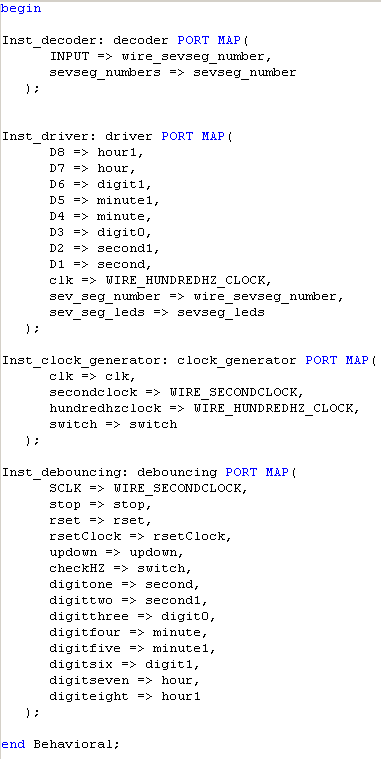 begin
Inst_decoder: decoder PORT MAP(
INPUT => wire_sevseg_number,
sevseg_numbers => sevseg_number
);
Inst_driver: driver PORT MAP(
D8 => hour1,
D7 => hour,
D6 => digit1,
D5 => minute1,
D4 => minute,
D3 => digit0,
D2 => second1,
D1 => second,
clk => WIRE_HUNDREDHZ_CLOCK,
sev_seg_number => wire_sevseg_number,
sev_seg_leds => sevseg_leds
);
Inst_clock_generator: clock_generator PORT MAP(
clk => clk,
secondclock => WIRE_SECONDCLOCK,
hundredhzclock => WIRE_HUNDREDHZ_CLOCK,
switch => switch
);
Inst_debouncing: debouncing PORT MAP(
SCLK => WIRE_SECONDCLOCK,
stop => stop,
rset => rset,
rsetClock => rsetClock,
updown => updown,
checkHZ => switch,
digitone => second,
digittwo => second1,
digitthree => digit0,
digitfour => minute,
digitfive => minute1,
digitsix => digit1,
digitseven => hour,
digiteight => hour1
);
end Behavioral;